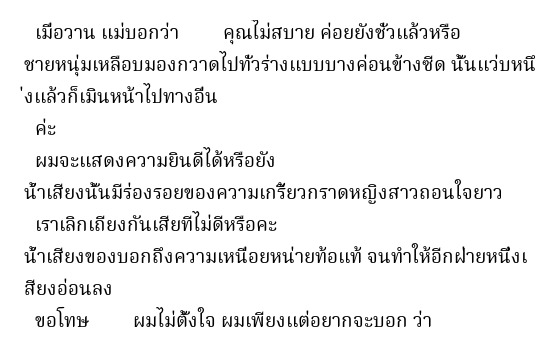 เมื่อวาน แม่บอกว่า        คุณไม่สบาย ค่อยยังชั่วแล้วหรือ
ชายหนุ่มเหลือบมองกวาดไปทั่วร่างแบบบางค่อนข้างซีด นั้นแว่บหนึ
่งแล้วก็เมินหน้าไปทางอื่น
ค่ะ
ผมจะแสดงความยินดีได้หรือยัง
น้ำเสียงนั้นมีร่องรอยของความเกรี้ยวกราดหญิงสาวถอนใจยาว
เราเลิกเถียงกันเสียทีไม่ดีหรือคะ
น้ำเสียงของบอกถึงความเหนื่อยหน่ายท้อแท้ จนทำให้อีกฝ่ายหนึ่งเ
สียงอ่อนลง
ขอโทษ        ผมไม่ตั้งใจ ผมเพียงแต่อยากจะบอก ว่า